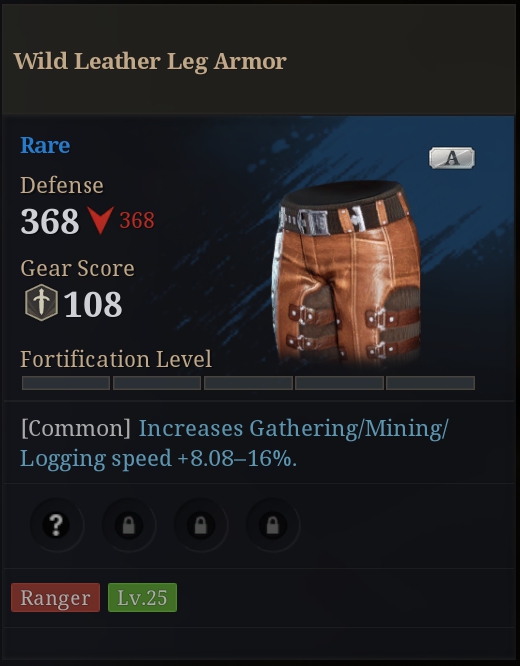 Wild Leather Leg Armor
Rare
A
Defense
368 368
Gear Score
108
Fortification Level
[Common] Increases Gathering/Mining/
Logging speed +8.08–16%.
?
Ranger Lv.25